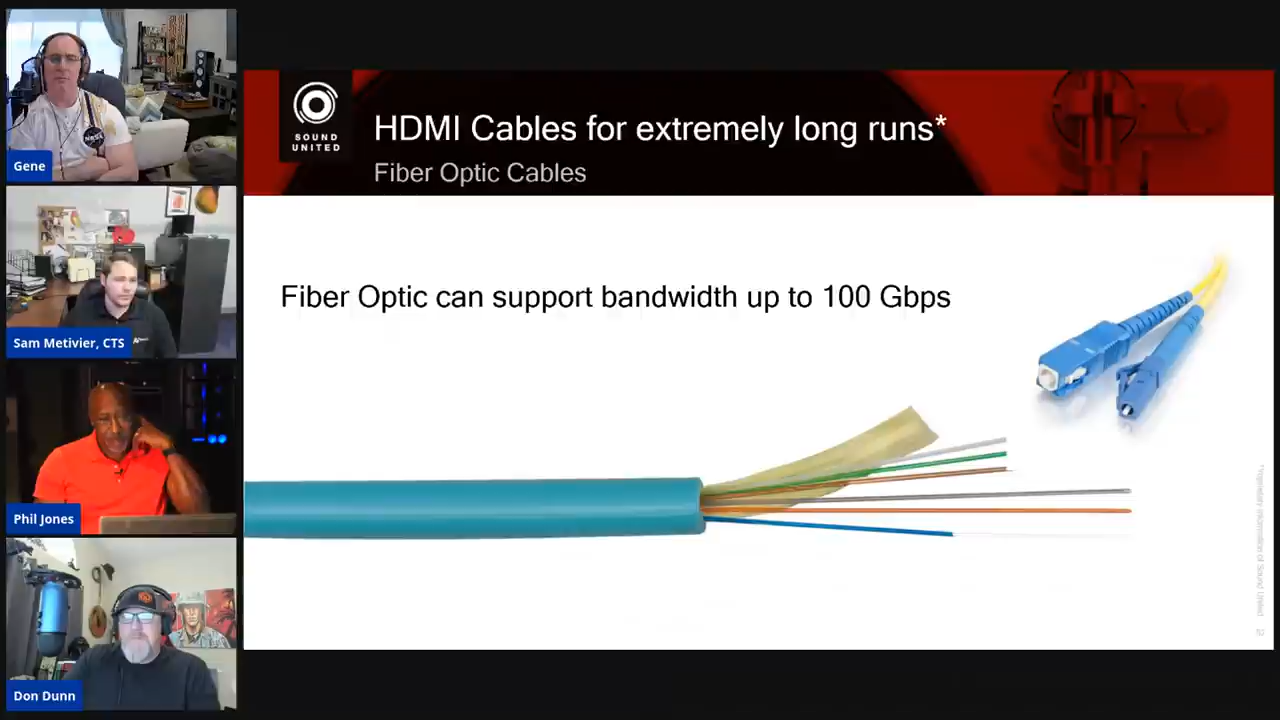 Gene
Sam Metivier, CTS
Phil Jones
Don Dunn
SOUND
UNITED
HDMI Cables for extremely long runs*
Fiber Optic Cables
Fiber Optic can support bandwidth up to 100 Gbps
NASA